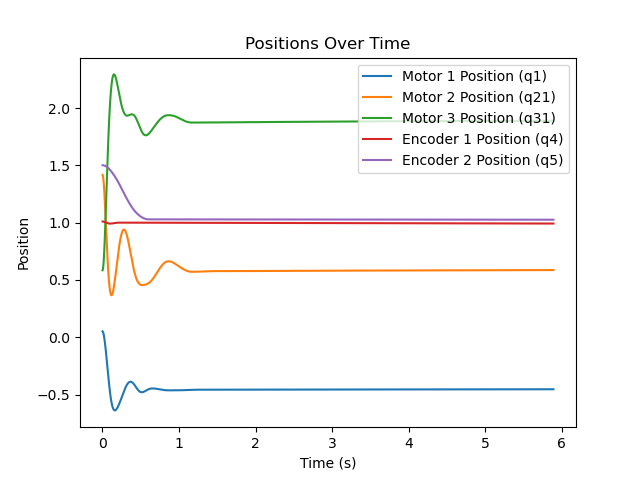 Positions Over Time
Motor 1 Position (q1)
Motor 2 Position (q21)
Motor 3 Position (q31)
Encoder 1 Position (q4)
Encoder 2 Position (q5)
Position
2.0
1.5
1.0
0.5
0.0
−0.5
0 1 2 3 4 5 6
Time (s)